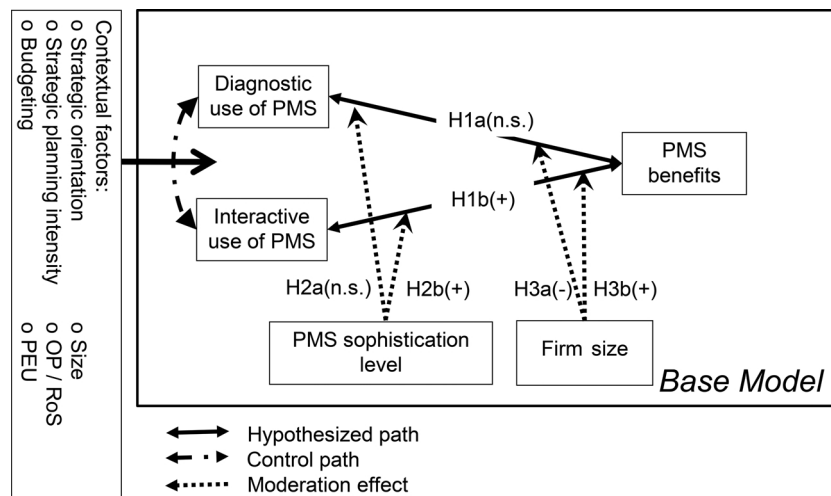 Contextual factors:
o Strategic orientation
o Strategic planning intensity
o Budgeting
o Size
o OP / RoS
o PEU
Diagnostic
use of PMS
H1a(n.s.)
PMS
benefits
Interactive
use of PMS
H1b(+)
H2a(n.s.)
H2b(+)
H3a(-)
H3b(+)
PMS sophistication
level
Firm size
Base Model
Hypothesized path
Control path
Moderation effect